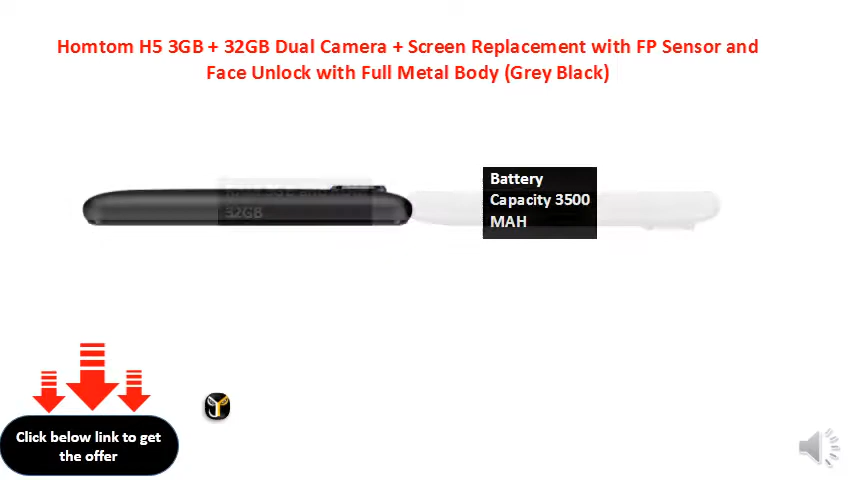 Homtom H5 3GB + 32GB Dual Camera + Screen Replacement with FP Sensor and
Face Unlock with Full Metal Body (Grey Black)
32GB
Battery
Capacity 3500
MAH
Click below link to get
the offer